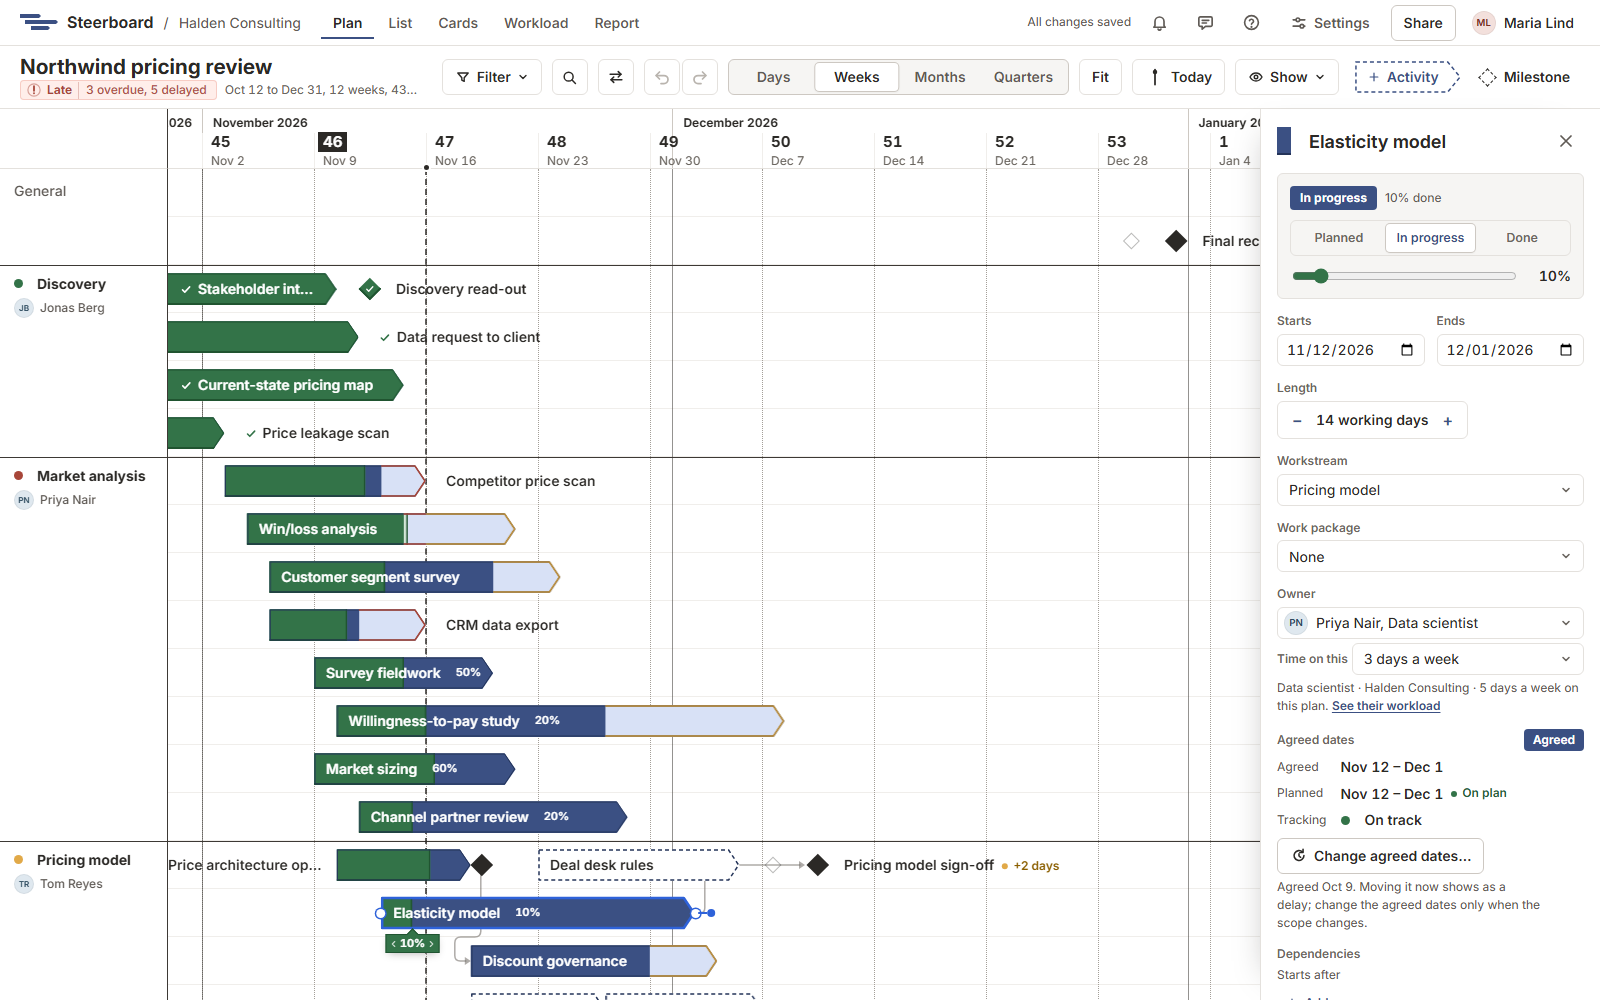 Steerboard / Halden Consulting Plan List Cards Workload Report All changes saved Settings Share ML Maria Lind
Northwind pricing review
Late 3 overdue, 5 delayed Oct 12 to Dec 31, 12 weeks, 43...
Filter Days Weeks Months Quarters Fit Today Show + Activity Milestone
026 November 2026 December 2026
45 46 47 48 49 50 51 52 53 1
Nov 2 Nov 9 Nov 16 Nov 23 Nov 30 Dec 7 Dec 14 Dec 21 Dec 28 Jan 4
General
Final rec
Discovery
JB Jonas Berg
Stakeholder int... Discovery read-out
Data request to client
Current-state pricing map
Price leakage scan
Market analysis
PN Priya Nair
Competitor price scan
Win/loss analysis
Customer segment survey
CRM data export
Survey fieldwork 50%
Willingness-to-pay study 20%
Market sizing 60%
Channel partner review 20%
Pricing model
TR Tom Reyes
Price architecture op... Deal desk rules Pricing model sign-off +2 days
Elasticity model 10%
‹ 10% ›
Discount governance
Elasticity model
In progress 10% done
Planned In progress Done
10%
Starts Ends
11/12/2026 12/01/2026
Length
− 14 working days +
Workstream
Pricing model
Work package
None
Owner
PN Priya Nair, Data scientist
Time on this 3 days a week
Data scientist · Halden Consulting · 5 days a week on
this plan. See their workload
Agreed dates Agreed
Agreed Nov 12 – Dec 1
Planned Nov 12 – Dec 1 On plan
Tracking On track
Change agreed dates...
Agreed Oct 9. Moving it now shows as a
delay; change the agreed dates only when the
scope changes.
Dependencies
Starts after